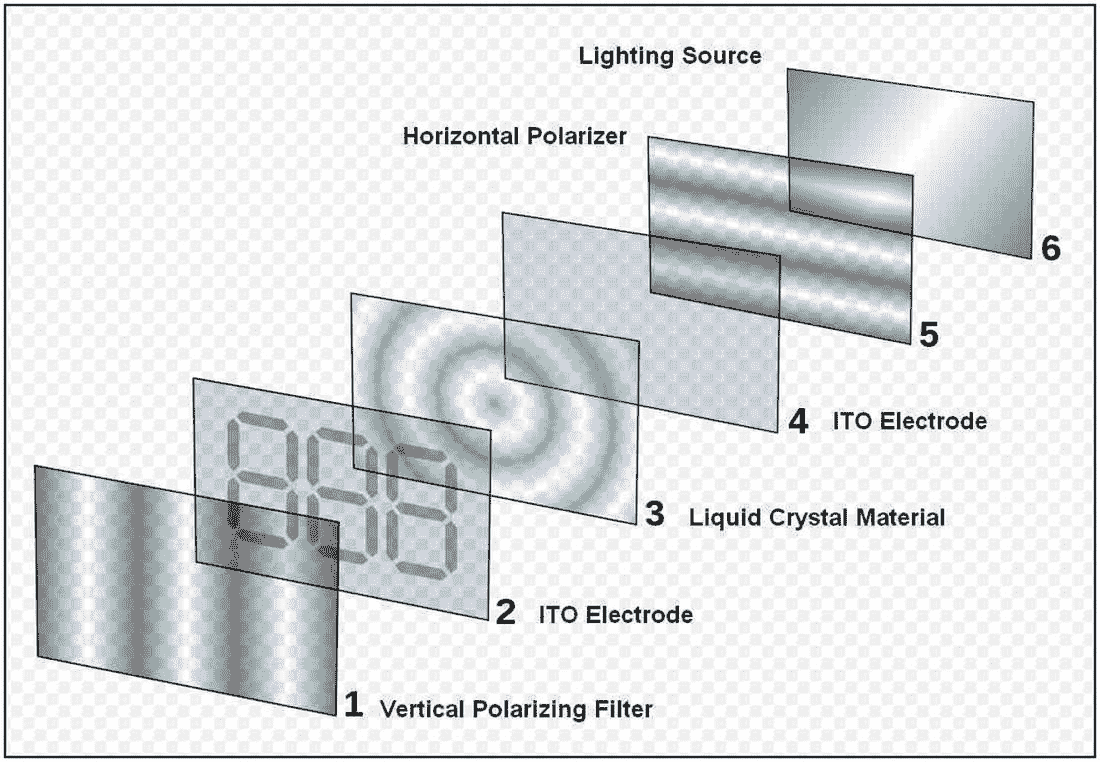 Lighting Source
6
Horizontal Polarizer
5
4 ITO Electrode
3 Liquid Crystal Material
888
2 ITO Electrode
1 Vertical Polarizing Filter